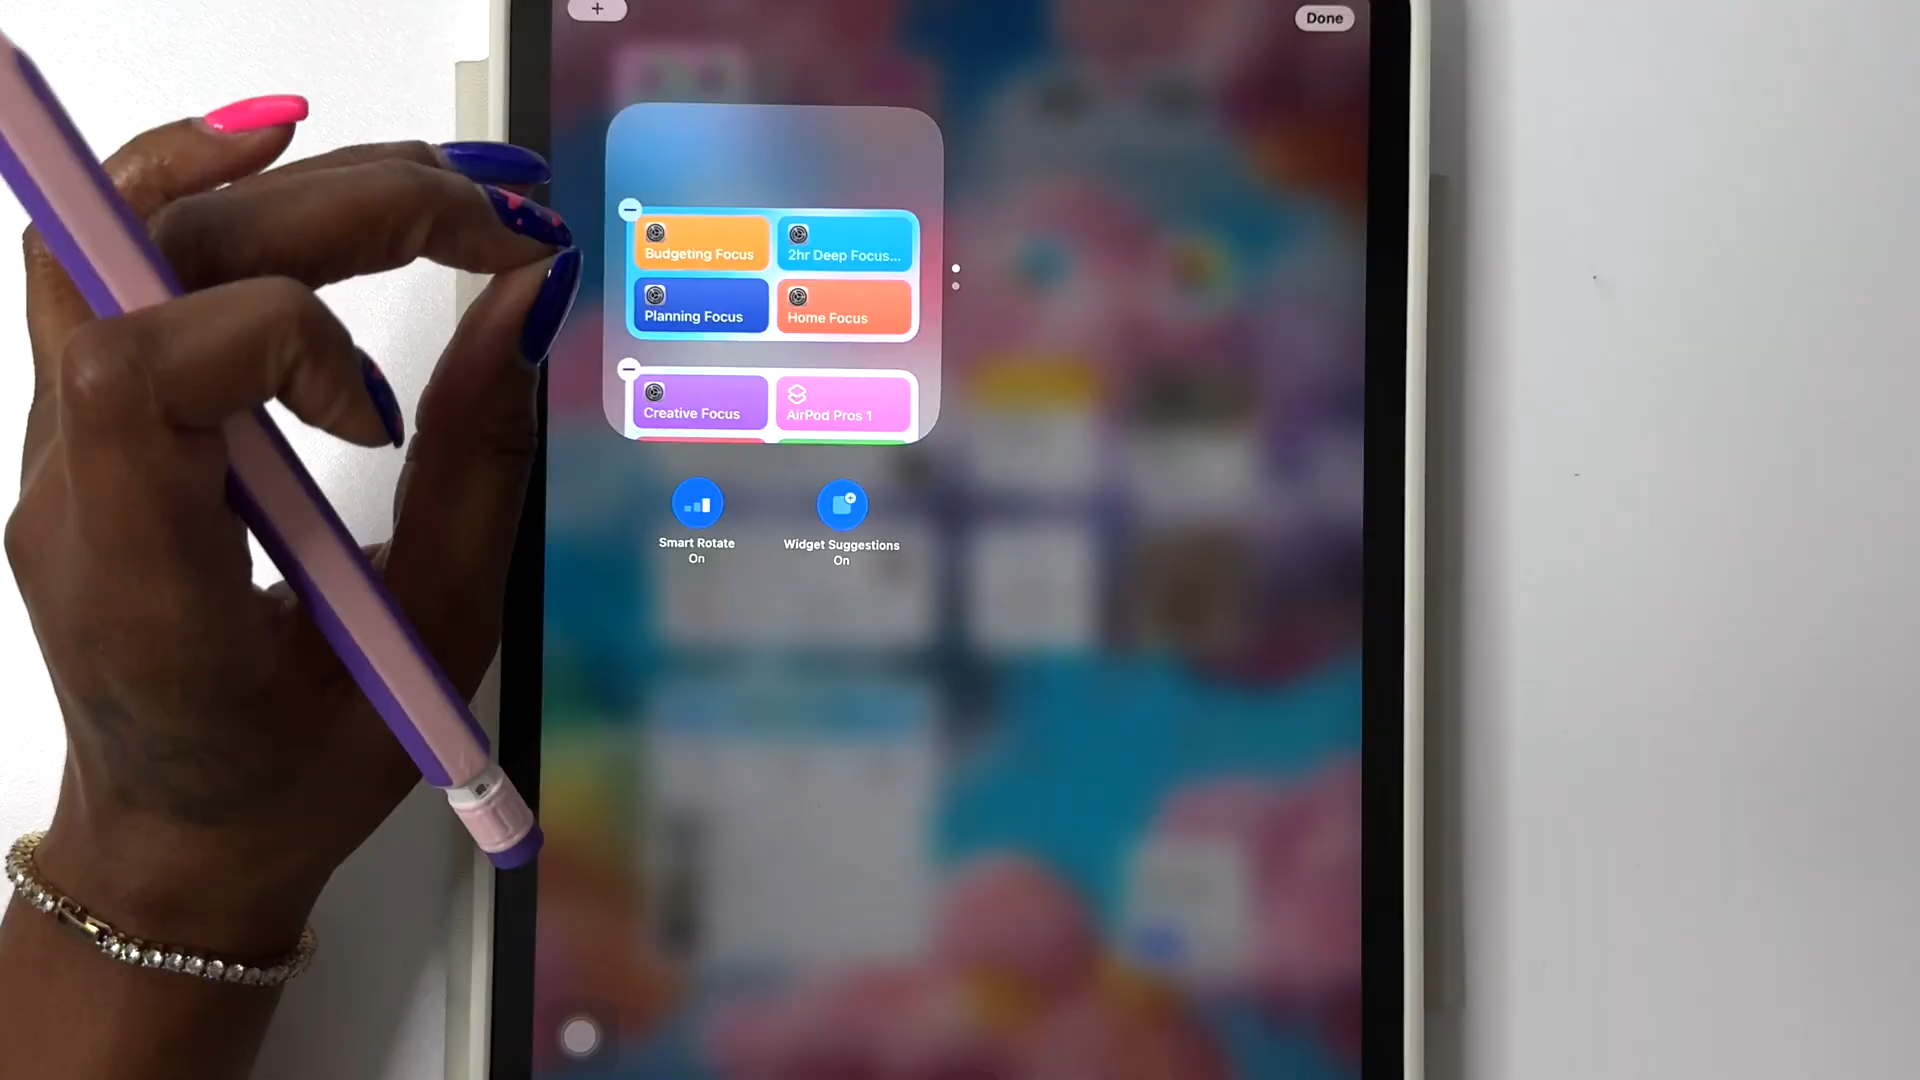 +
Done
Budgeting Focus
2hr Deep Focus...
Planning Focus
Home Focus
Creative Focus
AirPod Pros 1
Smart Rotate
On
Widget Suggestions
On